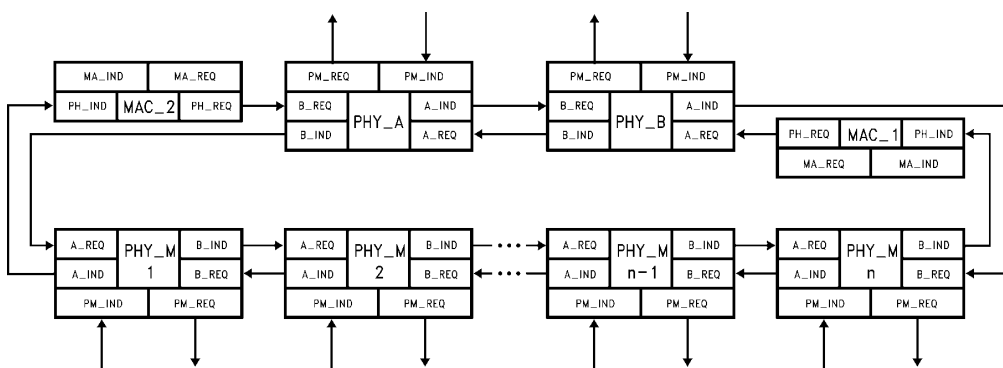 MA_IND MA_REQ
PH_IND MAC_2 PH_REQ
PM_REQ PM_IND
B_REQ A_IND
PHY_A
B_IND A_REQ
PM_REQ PM_IND
B_REQ A_IND
PHY_B
B_IND A_REQ
PH_REQ MAC_1 PH_IND
MA_REQ MA_IND
A_REQ PHY_M B_IND
A_IND 1 B_REQ
PM_IND PM_REQ
A_REQ PHY_M B_IND
A_IND 2 B_REQ
PM_IND PM_REQ
A_REQ PHY_M B_IND
A_IND n-1 B_REQ
PM_IND PM_REQ
A_REQ PHY_M B_IND
A_IND n B_REQ
PM_IND PM_REQ